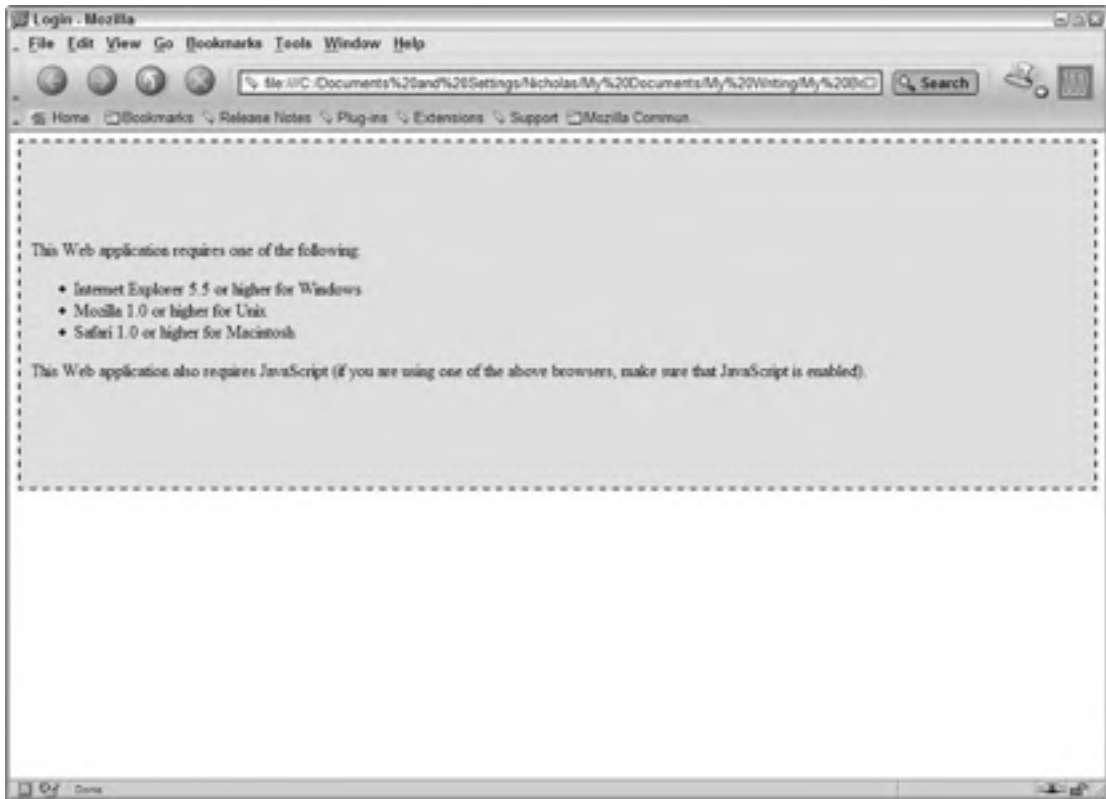 Login - Mozilla
File Edit View Go Bookmarks Tools Window Help
file:///C:/Documents%20and%20Settings/Nicholas/My%20Documents/My%20Writing/My%20 Search
Home Bookmarks Release Notes Plug-ins Extensions Support Mozilla Commun...
This Web application requires one of the following:
• Internet Explorer 5.5 or higher for Windows
• Mozilla 1.0 or higher for Unix
• Safari 1.0 or higher for Macintosh
This Web application also requires JavaScript (if you are using one of the above browsers, make sure that JavaScript is enabled).
Done